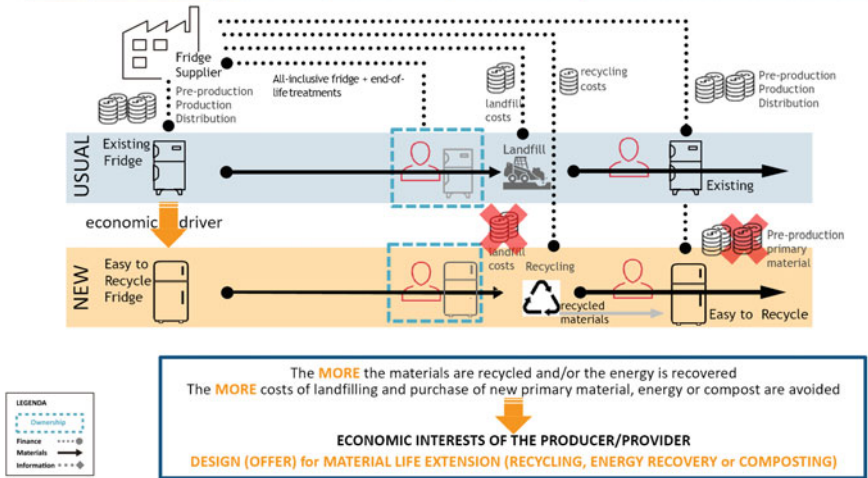 Fridge
Supplier
All-inclusive fridge + end-of-
life treatments
Pre-production
Production
Distribution
landfill
costs
recycling
costs
Pre-production
Production
Distribution
USUAL
Existing
Fridge
Landfill
Existing
economic driver
landfill
costs
Pre-production
primary
material
NEW
Easy to
Recycle
Fridge
Recycling
recycled
materials
Easy to Recycle
The MORE the materials are recycled and/or the energy is recovered
The MORE costs of landfilling and purchase of new primary material, energy or compost are avoided
ECONOMIC INTERESTS OF THE PRODUCER/PROVIDER
DESIGN (OFFER) for MATERIAL LIFE EXTENSION (RECYCLING, ENERGY RECOVERY or COMPOSTING)
LEGENDA
Ownership
Finance
Materials
Information